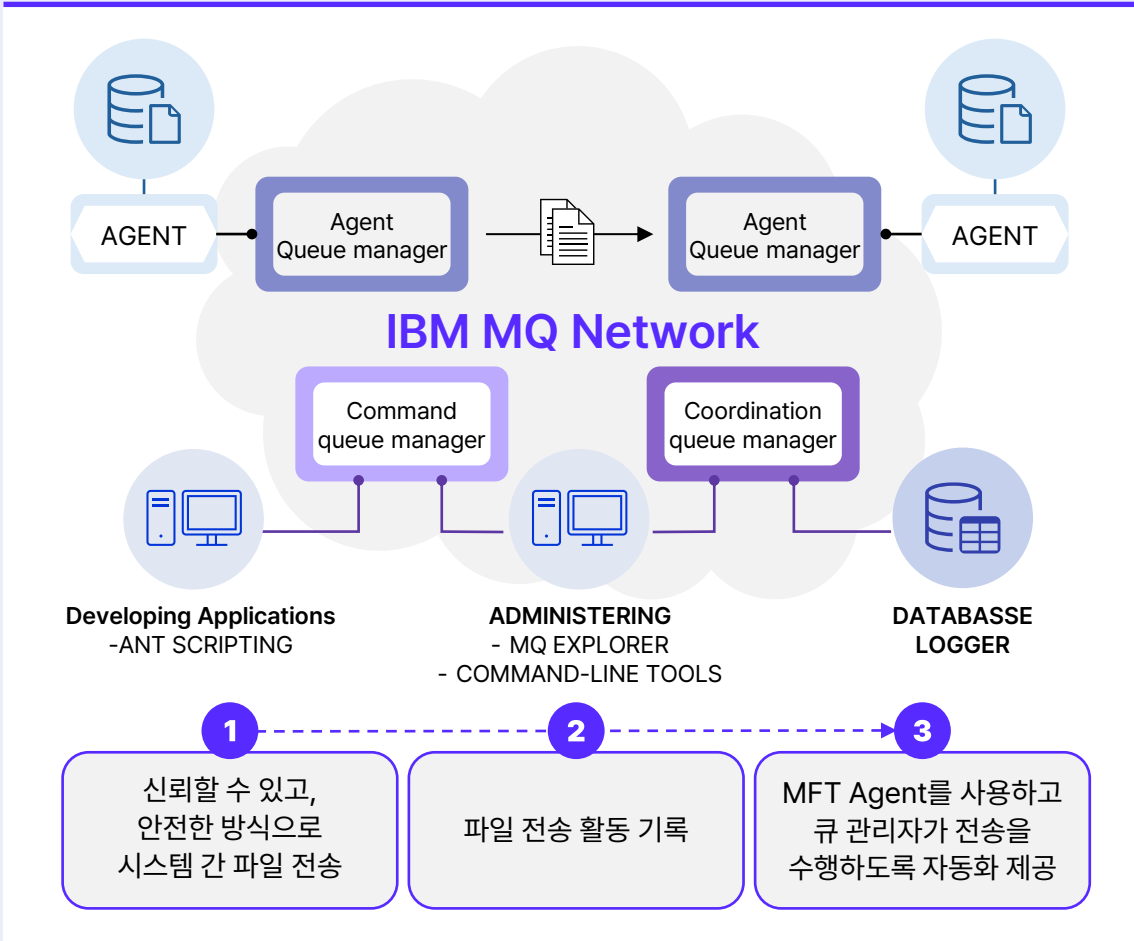 AGENT
Agent
Queue manager
Agent
Queue manager
AGENT
IBM MQ Network
Command
queue manager
Coordination
queue manager
Developing Applications
-ANT SCRIPTING
ADMINISTERING
- MQ EXPLORER
- COMMAND-LINE TOOLS
DATABASSE
LOGGER
1
2
3
신뢰할 수 있고,
안전한 방식으로
시스템 간 파일 전송
파일 전송 활동 기록
MFT Agent를 사용하고
큐 관리자가 전송을
수행하도록 자동화 제공